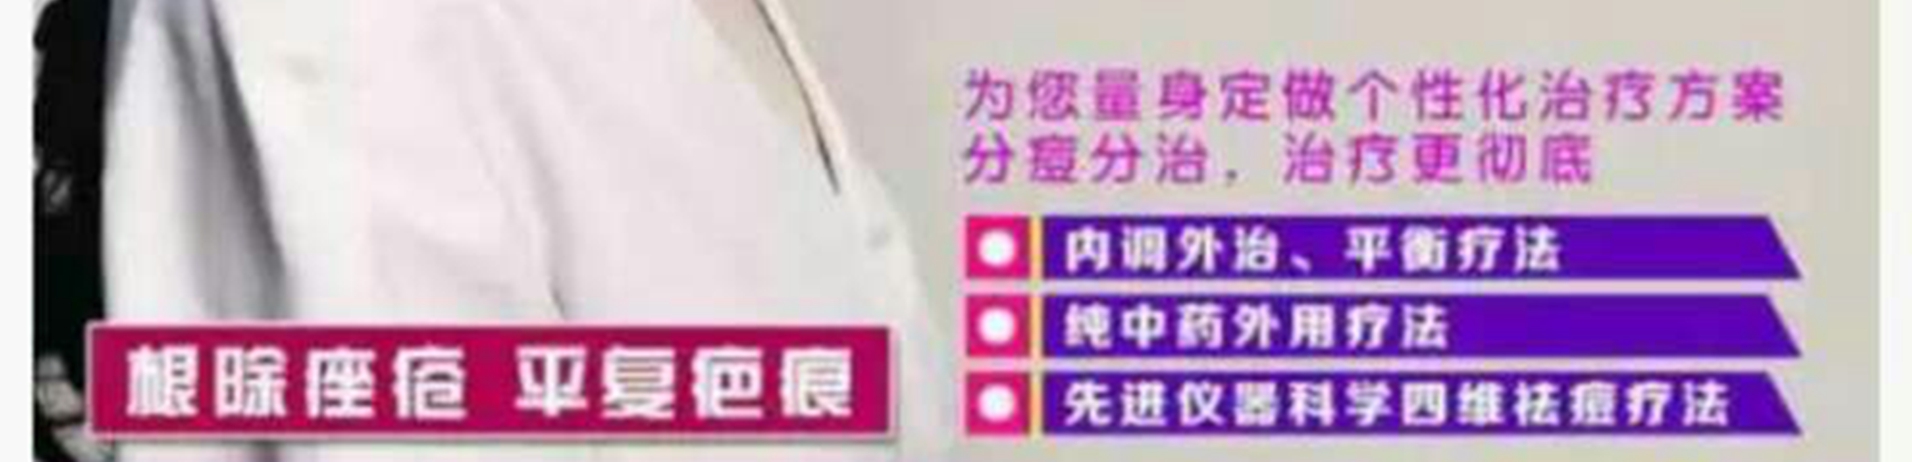 为您量身定做个性化治疗方案
分痘分治，治疗更彻底
内调外治、平衡疗法
纯中药外用疗法
先进仪器科学四维祛痘疗法
根除痤疮 平复疤痕